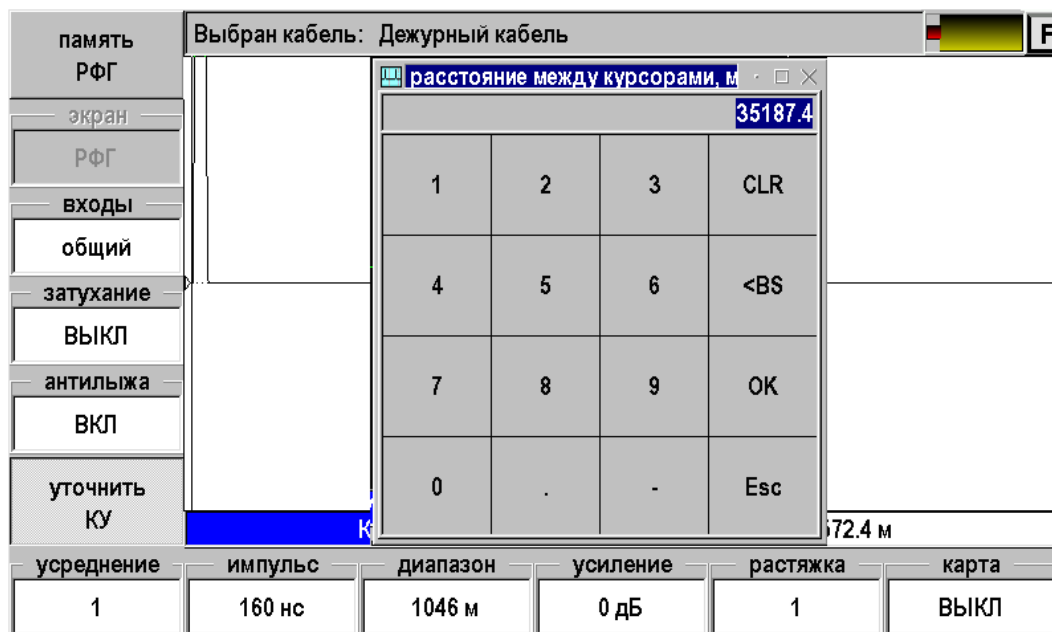 память
РФГ
Выбран кабель: Дежурный кабель
F
расстояние между курсорами, м
35187.4
экран
РФГ
входы
общий
затухание
ВЫКЛ
антилыжа
ВКЛ
уточнить
КУ
1 2 3 CLR
4 5 6 <BS
7 8 9 OK
0 . - Esc
572.4 м
усреднение импульс диапазон усиление растяжка карта
1 160 нс 1046 м 0 дБ 1 ВЫКЛ